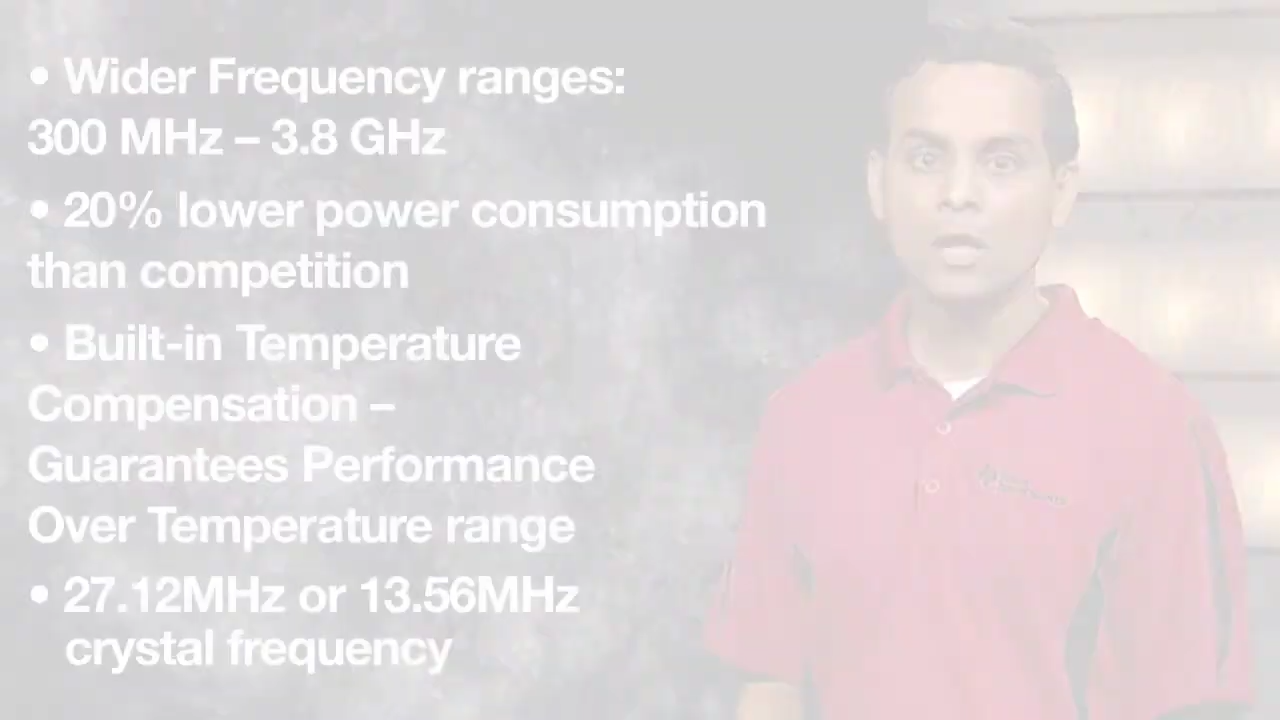 • Wider Frequency ranges:
300 MHz – 3.8 GHz
• 20% lower power consumption
than competition
• Built-in Temperature
Compensation –
Guarantees Performance
Over Temperature range
• 27.12MHz or 13.56MHz
crystal frequency